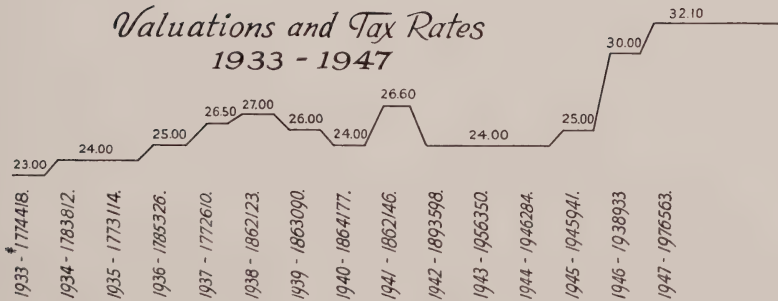 Valuations and Tax Rates
1933 - 1947
23.00
24.00
25.00
26.50
27.00
26.00
24.00
26.60
24.00
25.00
30.00
32.10
1933 - $1774418.
1934 - 1783812.
1935 - 1773114.
1936 - 1785326.
1937 - 1772610.
1938 - 1862123.
1939 - 1863090.
1940 - 1864177.
1941 - 1862146.
1942 - 1893598.
1943 - 1956350.
1944 - 1946284.
1945 - 1945941.
1946 - 1938933
1947 - 1976563.